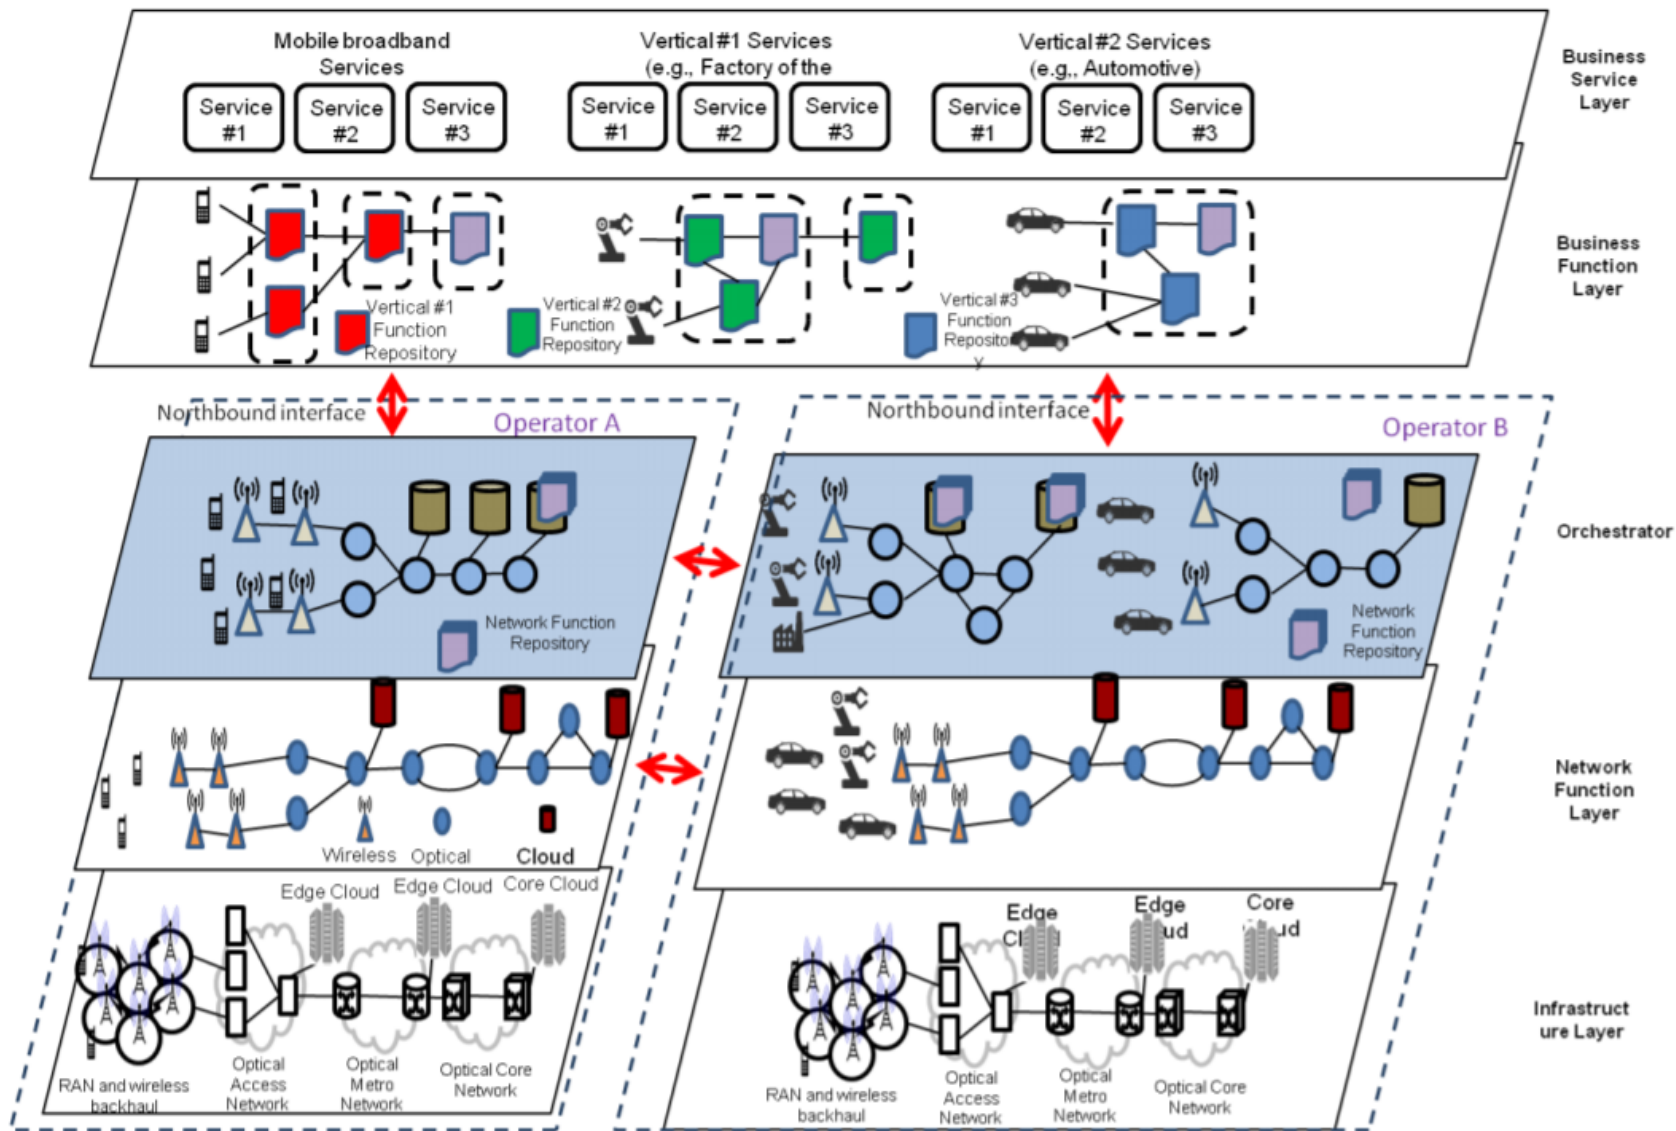 Mobile broadband
Services
Vertical #1 Services
(e.g., Factory of the
Vertical #2 Services
(e.g., Automotive)
Business
Service
Layer
Service
#1
Service
#2
Service
#3
Service
#1
Service
#2
Service
#3
Service
#1
Service
#2
Service
#3
Business
Function
Layer
Vertical #1
Function
Repository
Vertical #2
Function
Repository
Vertical #3
Function
Reposito
y
Northbound interface
Operator A
Northbound interface
Operator B
Orchestrator
Network Function
Repository
Network
Function
Repository
Network
Function
Layer
Wireless
Optical
Cloud
Edge Cloud
Edge Cloud
Core Cloud
Edge
Edge
Core
Infrastruct
ure Layer
RAN and wireless
backhaul
Optical
Access
Network
Optical
Metro
Network
Optical Core
Network
RAN and wireless
backhaul
Optical
Access
Network
Optical
Metro
Network
Optical Core
Network